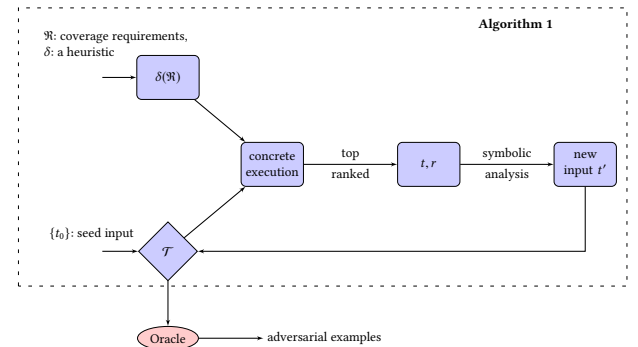 Algorithm 1
ℜ: coverage requirements,
δ: a heuristic
δ(ℜ)
concrete
execution
top
ranked
t, r
symbolic
analysis
new
input t′
{t₀}: seed input
𝒯
Oracle
adversarial examples